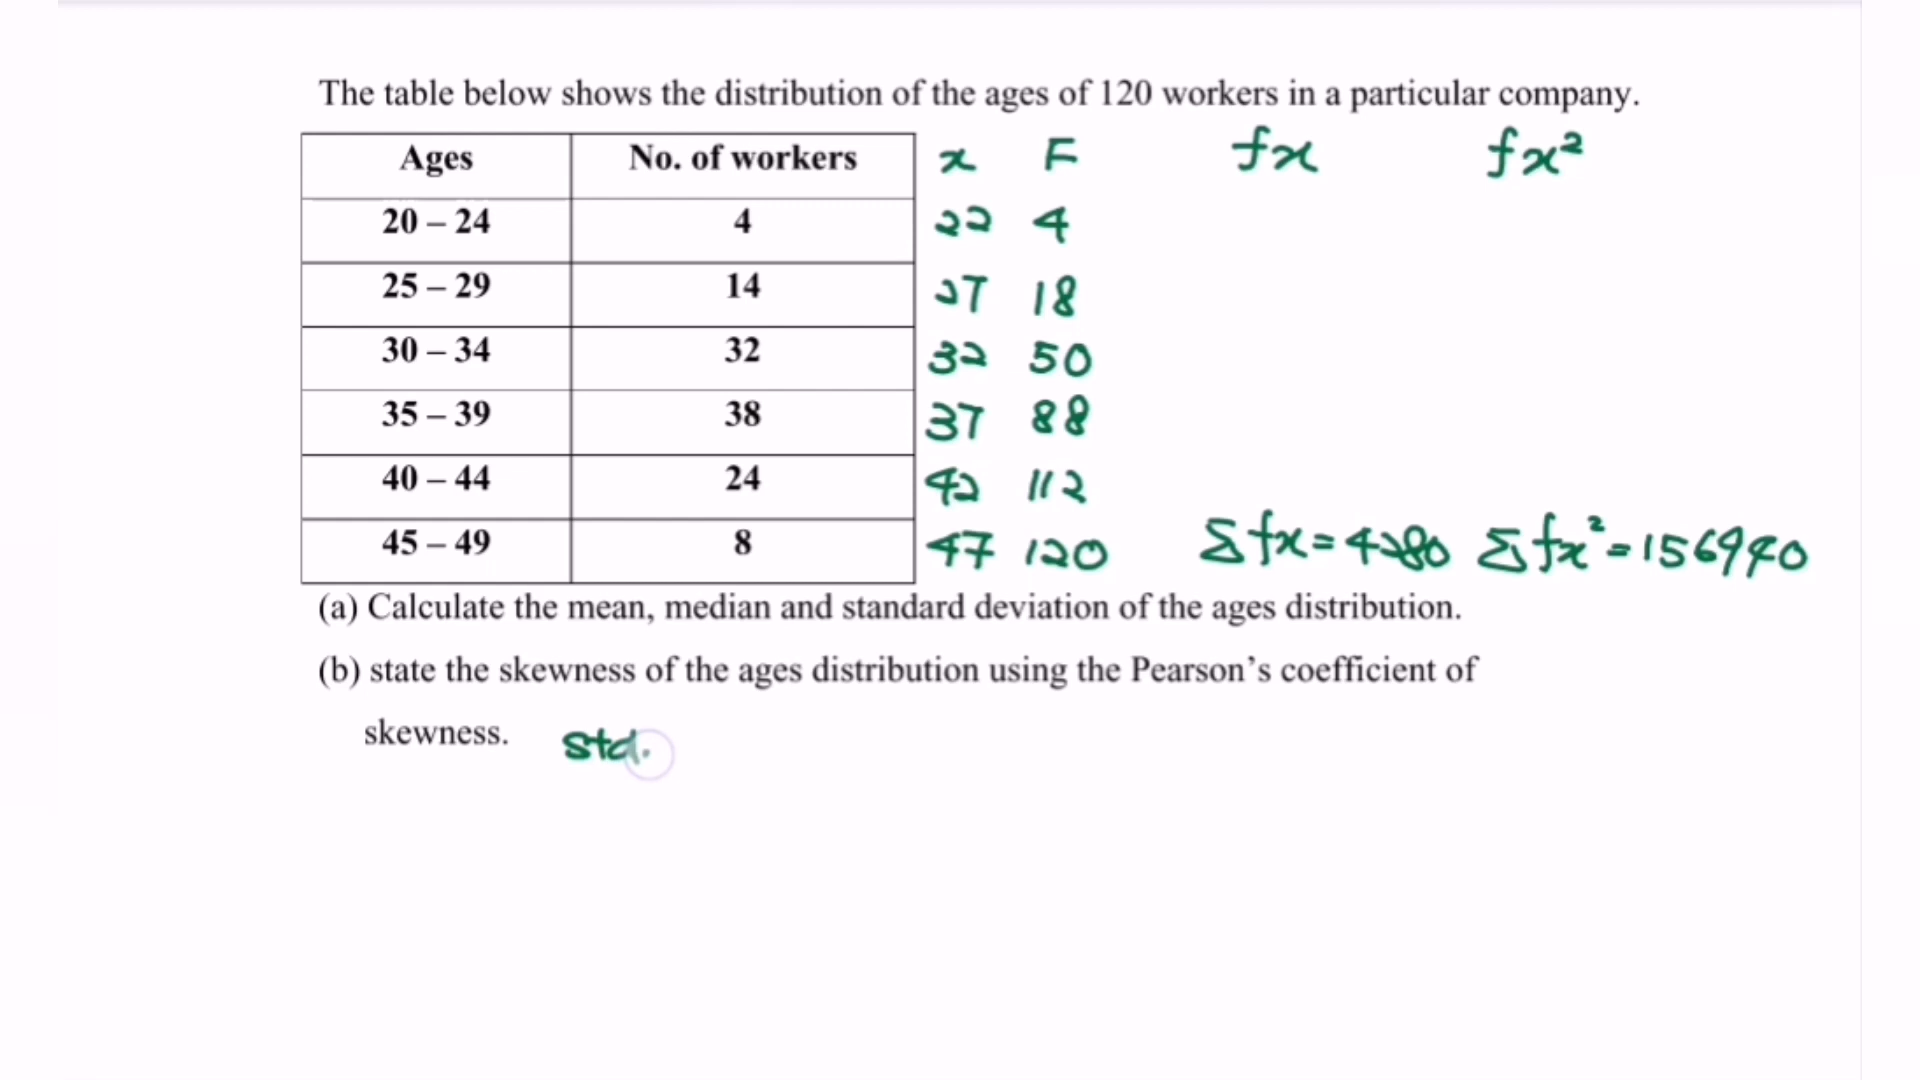 The table below shows the distribution of the ages of 120 workers in a particular company.
Ages No. of workers x F fx fx²
20 – 24 4 22 4
25 – 29 14 27 18
30 – 34 32 32 50
35 – 39 38 37 88
40 – 44 24 42 112
45 – 49 8 47 120 Σfx = 4280 Σfx² = 156940
(a) Calculate the mean, median and standard deviation of the ages distribution.
(b) state the skewness of the ages distribution using the Pearson’s coefficient of
skewness. std.